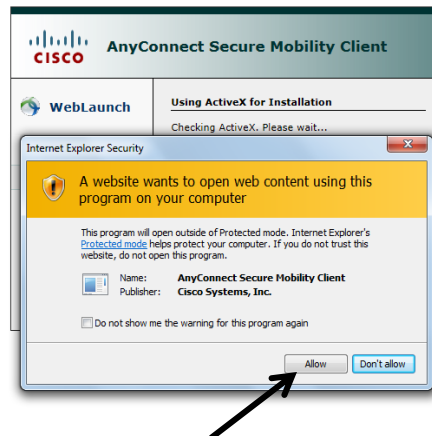 CISCO
AnyConnect Secure Mobility Client
WebLaunch
Using ActiveX for Installation
Checking ActiveX. Please wait...
Internet Explorer Security
A website wants to open web content using this
program on your computer
This program will open outside of Protected mode. Internet Explorer's
Protected mode helps protect your computer. If you do not trust this
website, do not open this program.
Name: AnyConnect Secure Mobility Client
Publisher: Cisco Systems, Inc.
Do not show me the warning for this program again
Allow Don't allow